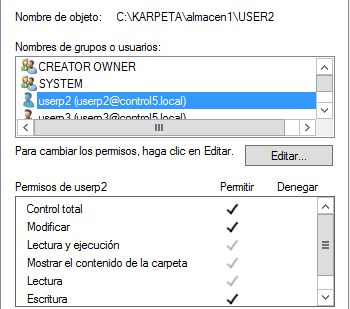 Nombre de objeto: C:\KARPETA\almacen1\USER2
Nombres de grupos o usuarios:
CREATOR OWNER
SYSTEM
userp2 (userp2@control5.local)
userp3 (userp3@control5.local)
Para cambiar los permisos, haga clic en Editar. Editar...
Permisos de userp2 Permitir Denegar
Control total
Modificar
Lectura y ejecución
Mostrar el contenido de la carpeta
Lectura
Escritura